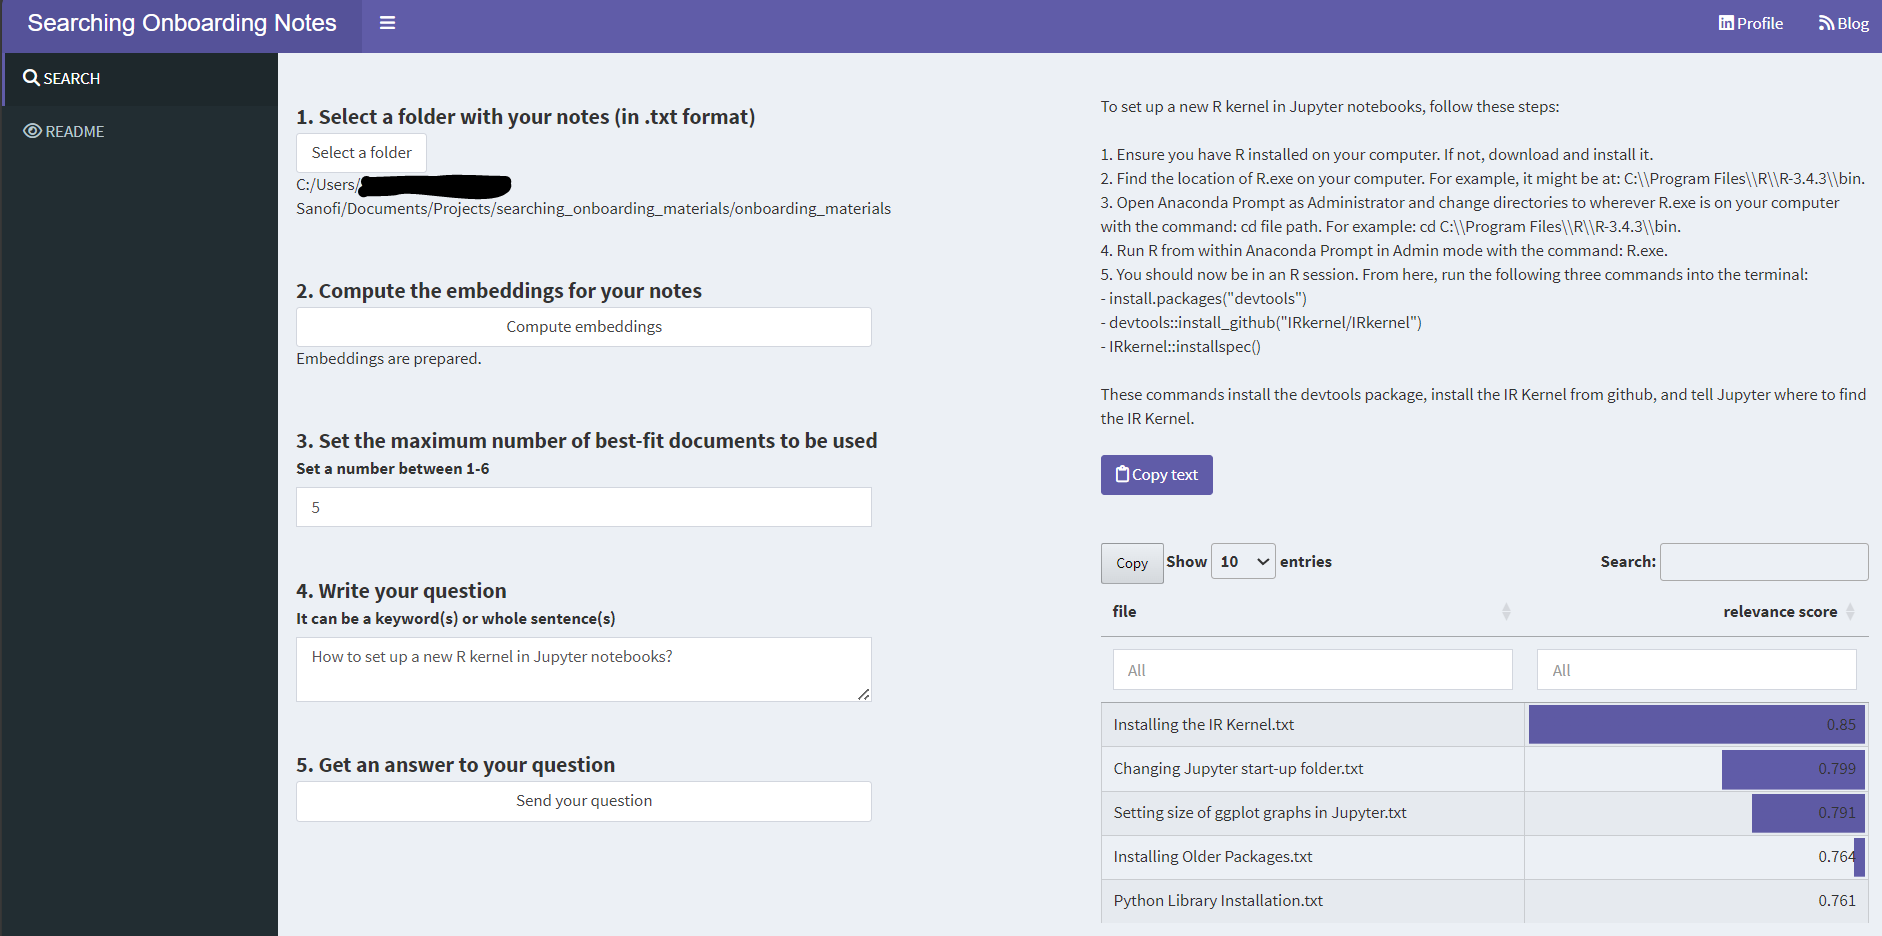 Searching Onboarding Notes
Profile
Blog
SEARCH
README
1. Select a folder with your notes (in .txt format)
Select a folder
C:/Users/
Sanofi/Documents/Projects/searching_onboarding_materials/onboarding_materials
2. Compute the embeddings for your notes
Compute embeddings
Embeddings are prepared.
3. Set the maximum number of best-fit documents to be used
Set a number between 1-6
5
4. Write your question
It can be a keyword(s) or whole sentence(s)
How to set up a new R kernel in Jupyter notebooks?
5. Get an answer to your question
Send your question
To set up a new R kernel in Jupyter notebooks, follow these steps:
1. Ensure you have R installed on your computer. If not, download and install it.
2. Find the location of R.exe on your computer. For example, it might be at: C:\\Program Files\\R\\R-3.4.3\\bin.
3. Open Anaconda Prompt as Administrator and change directories to wherever R.exe is on your computer
with the command: cd file path. For example: cd C:\\Program Files\\R\\R-3.4.3\\bin.
4. Run R from within Anaconda Prompt in Admin mode with the command: R.exe.
5. You should now be in an R session. From here, run the following three commands into the terminal:
- install.packages("devtools")
- devtools::install_github("IRkernel/IRkernel")
- IRkernel::installspec()
These commands install the devtools package, install the IR Kernel from github, and tell Jupyter where to find
the IR Kernel.
Copy text
Copy Show 10 entries Search:
file relevance score
All All
Installing the IR Kernel.txt 0.85
Changing Jupyter start-up folder.txt 0.799
Setting size of ggplot graphs in Jupyter.txt 0.791
Installing Older Packages.txt 0.764
Python Library Installation.txt 0.761